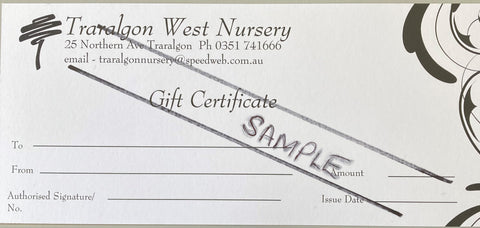 Traralgon West Nursery
25 Northern Ave Traralgon Ph 0351 741666
email - traralgonnursery@speedweb.com.au
Gift Certificate
SAMPLE
To
From
Amount
Authorised Signature/
No.
Issue Date